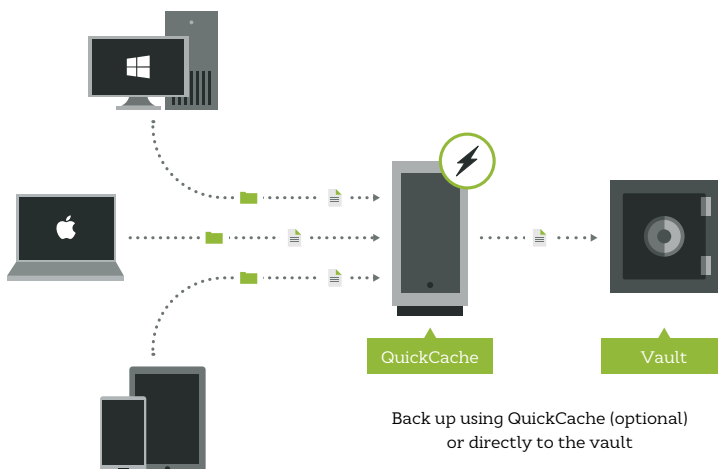 QuickCache
Vault
Back up using QuickCache (optional)
or directly to the vault